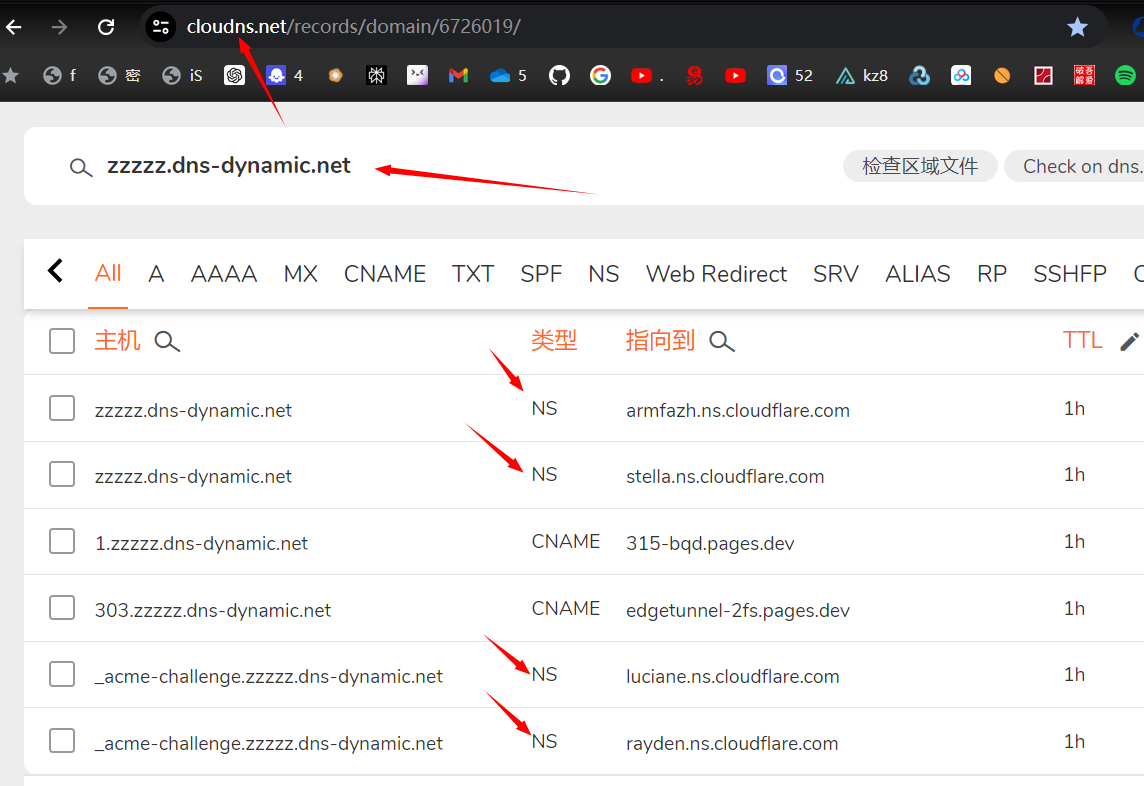 cloudns.net/records/domain/6726019/
f 密 iS 4 5 . 52 kz8
zzzzz.dns-dynamic.net 检查区域文件 Check on dns.
All A AAAA MX CNAME TXT SPF NS Web Redirect SRV ALIAS RP SSHFP C
主机 类型 指向到 TTL
zzzzz.dns-dynamic.net NS armfazh.ns.cloudflare.com 1h
zzzzz.dns-dynamic.net NS stella.ns.cloudflare.com 1h
1.zzzzz.dns-dynamic.net CNAME 315-bqd.pages.dev 1h
303.zzzzz.dns-dynamic.net CNAME edgetunnel-2fs.pages.dev 1h
_acme-challenge.zzzzz.dns-dynamic.net NS luciane.ns.cloudflare.com 1h
_acme-challenge.zzzzz.dns-dynamic.net NS rayden.ns.cloudflare.com 1h